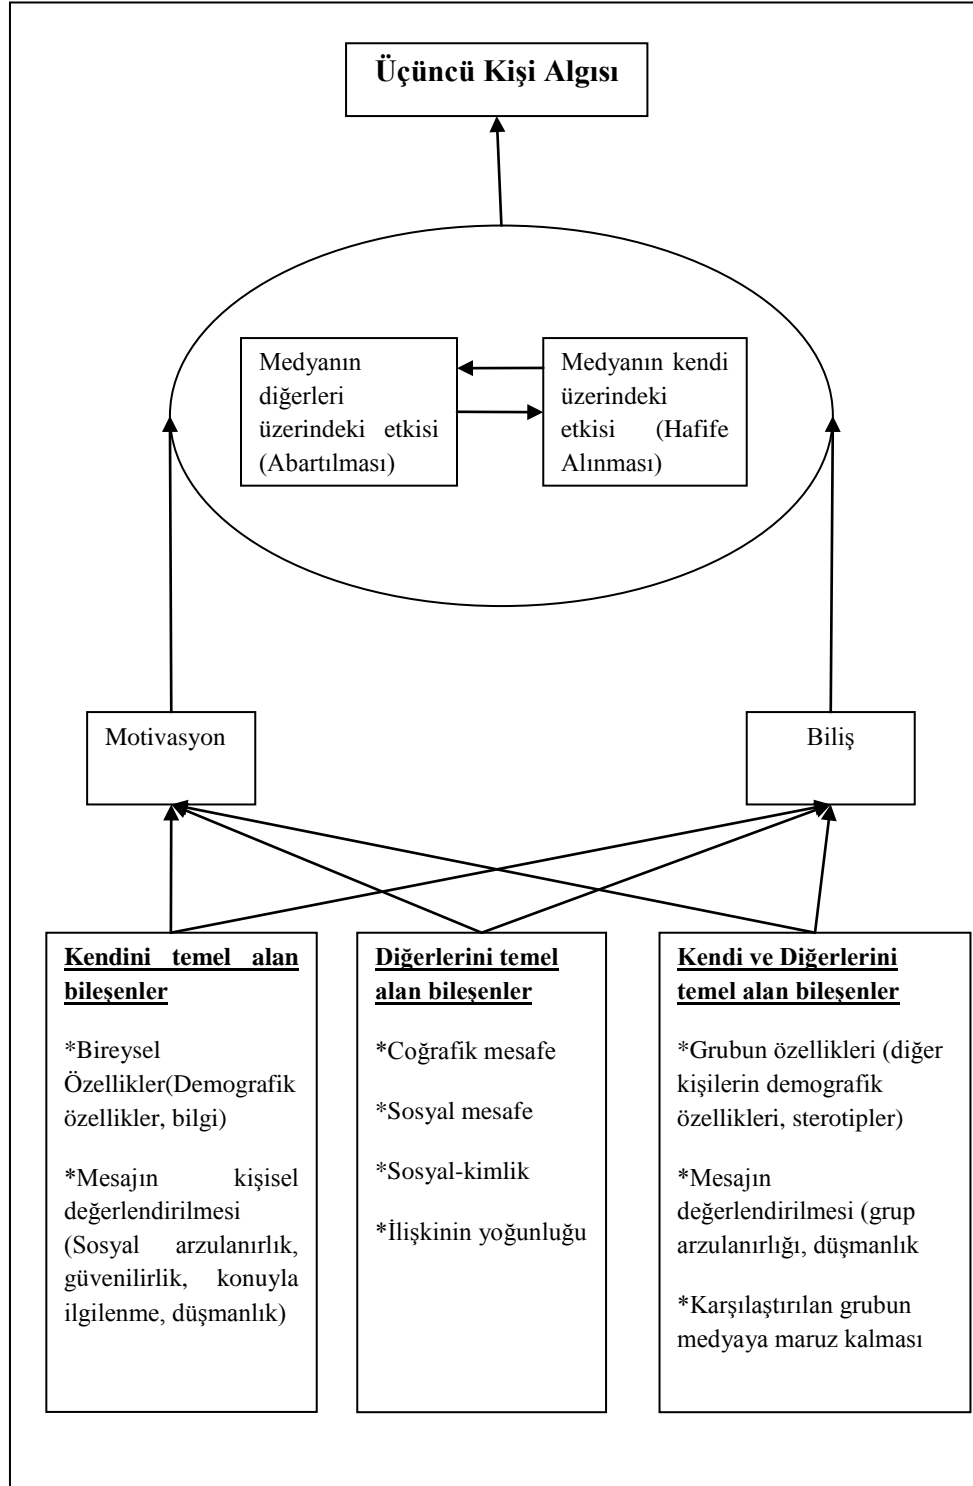 Üçüncü Kişi Algısı
Medyanın
diğerleri
üzerindeki etkisi
(Abartılması)
Medyanın kendi
üzerindeki
etkisi (Hafife
Alınması)
Motivasyon
Biliş
Kendini temel alan
bileşenler
*Bireysel
Özellikler(Demografik
özellikler, bilgi)
*Mesajın kişisel
değerlendirilmesi
(Sosyal arzulanırlık,
güvenilirlik, konuyla
ilgilenme, düşmanlık)
Diğerlerini temel
alan bileşenler
*Coğrafik mesafe
*Sosyal mesafe
*Sosyal-kimlik
*İlişkinin yoğunluğu
Kendi ve Diğerlerini
temel alan bileşenler
*Grubun özellikleri (diğer
kişilerin demografik
özellikleri, sterotipler)
*Mesajın
değerlendirilmesi (grup
arzulanırlığı, düşmanlık
*Karşılaştırılan grubun
medyaya maruz kalması